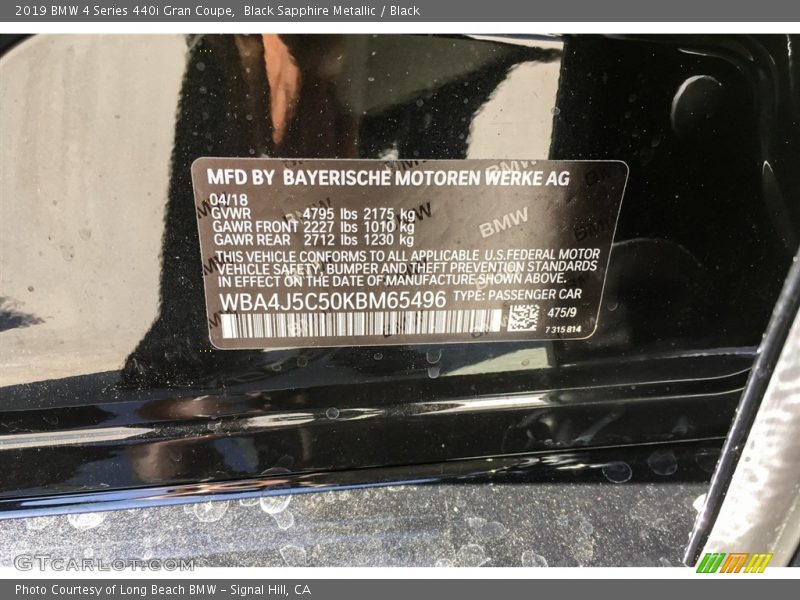 2019 BMW 4 Series 440i Gran Coupe,  Black Sapphire Metallic / Black
MFD BY BAYERISCHE MOTOREN WERKE AG
04/18
GVWR 4795 lbs 2175 kg
GAWR FRONT 2227 lbs 1010 kg
GAWR REAR 2712 lbs 1230 kg
BMW
THIS VEHICLE CONFORMS TO ALL APPLICABLE U.S.FEDERAL MOTOR
VEHICLE SAFETY, BUMPER AND THEFT PREVENTION STANDARDS
IN EFFECT ON THE DATE OF MANUFACTURE SHOWN ABOVE.
WBA4J5C50KBM65496 TYPE: PASSENGER CAR
475/9
7 315 814
GTCARLOT.COM
Photo Courtesy of Long Beach BMW - Signal Hill, CA